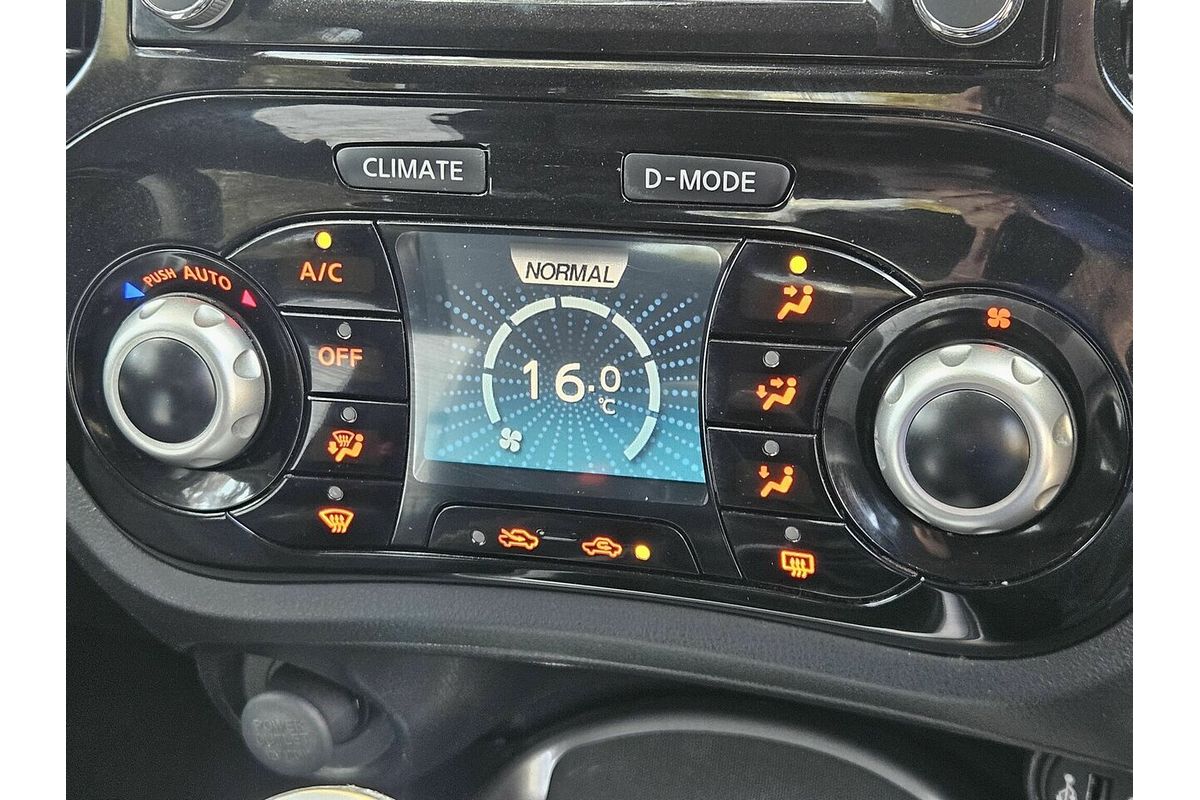 CLIMATE
D-MODE
PUSH AUTO
A/C
NORMAL
OFF
16.0
°C
POWER